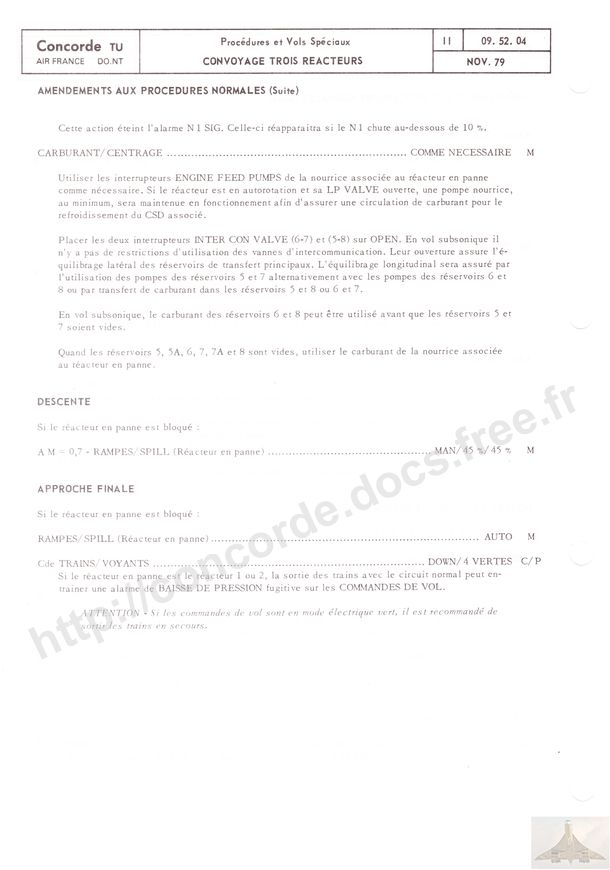 Concorde TU
AIR FRANCE DO.NT
Procédures et Vols Spéciaux
CONVOYAGE TROIS REACTEURS
11
09. 52. 04
NOV. 79
AMENDEMENTS AUX PROCEDURES NORMALES (Suite)
Cette action éteint l'alarme N1 SIG. Celle-ci réapparaitra si le N1 chute au-dessous de 10 %.
CARBURANT/CENTRAGE .................................................................. COMME NECESSAIRE M
Utiliser les interrupteurs ENGINE FEED PUMPS de la nourrice associée au réacteur en panne
comme nécessaire. Si le réacteur est en autorotation et sa LP VALVE ouverte, une pompe nourrice,
au minimum, sera maintenue en fonctionnement afin d'assurer une circulation de carburant pour le
refroidissement du CSD associé.
Placer les deux interrupteurs INTER CON VALVE (6-7) et (5-8) sur OPEN. En vol subsonique il
n'y a pas de restrictions d'utilisation des vannes d'intercommunication. Leur ouverture assure l'é-
quilibrage latéral des réservoirs de transfert principaux. L'équilibrage longitudinal sera assuré par
l'utilisation des pompes des réservoirs 5 et 7 alternativement avec les pompes des réservoirs 6 et
8 ou par transfert de carburant dans les réservoirs 5 et 8 ou 6 et 7.
En vol subsonique, le carburant des réservoirs 6 et 8 peut être utilisé avant que les réservoirs 5 et
7 soient vides.
Quand les réservoirs 5, 5A, 6, 7, 7A et 8 sont vides, utiliser le carburant de la nourrice associée
au réacteur en panne.
DESCENTE
Si le réacteur en panne est bloqué :
A M = 0,7 - RAMPES/SPILL (Réacteur en panne) ............................................. MAN/45 %/45 % M
APPROCHE FINALE
Si le réacteur en panne est bloqué :
RAMPES/SPILL (Réacteur en panne) .............................................................................. AUTO M
Cde TRAINS/VOYANTS .............................................................................. DOWN/4 VERTES C/P
Si le réacteur en panne est le réacteur 1 ou 2, la sortie des trains avec le circuit normal peut en-
trainer une alarme de BAISSE DE PRESSION fugitive sur les COMMANDES DE VOL.
ATTENTION - Si les commandes de vol sont en mode électrique vert, il est recommandé de
sortir les trains en secours.
http://concorde.docs.free.fr